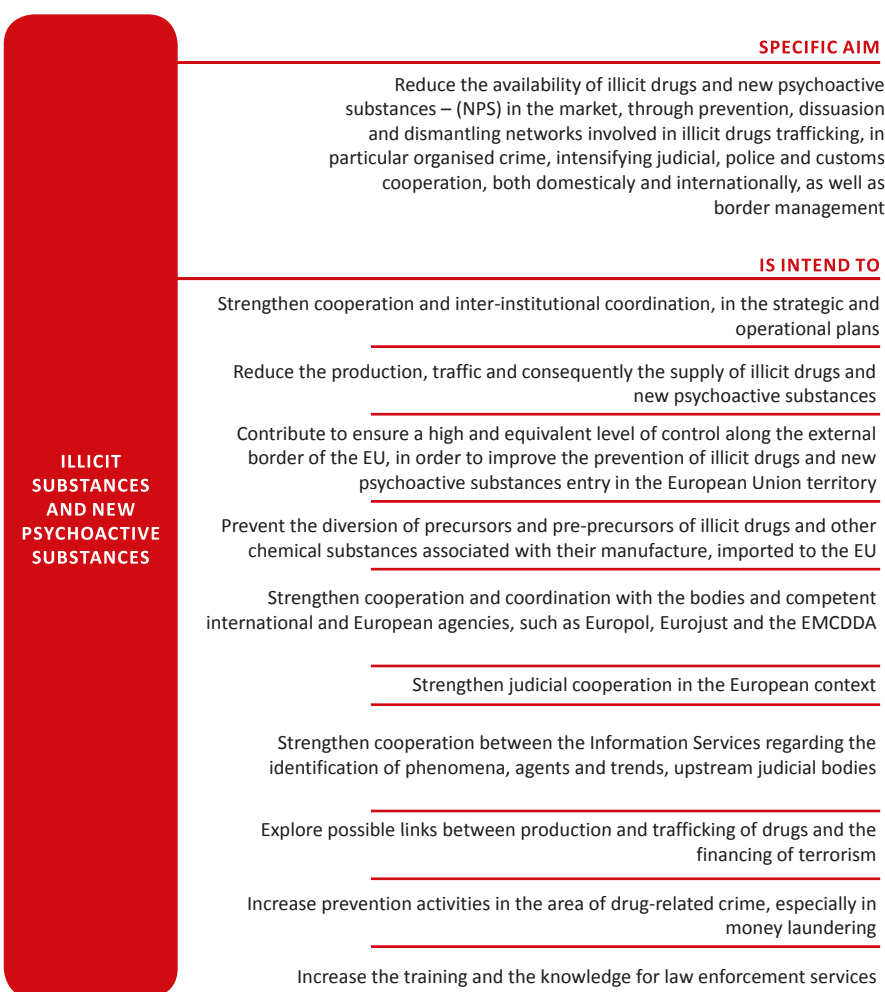 SPECIFIC AIM
Reduce the availability of illicit drugs and new psychoactive
substances – (NPS) in the market, through prevention, dissuasion
and dismantling networks involved in illicit drugs trafficking, in
particular organised crime, intensifying judicial, police and customs
cooperation, both domesticaly and internationally, as well as
border management
IS INTEND TO
Strengthen cooperation and inter-institutional coordination, in the strategic and
operational plans
Reduce the production, traffic and consequently the supply of illicit drugs and
new psychoactive substances
Contribute to ensure a high and equivalent level of control along the external
border of the EU, in order to improve the prevention of illicit drugs and new
psychoactive substances entry in the European Union territory
ILLICIT
SUBSTANCES
AND NEW
PSYCHOACTIVE
SUBSTANCES
Prevent the diversion of precursors and pre-precursors of illicit drugs and other
chemical substances associated with their manufacture, imported to the EU
Strengthen cooperation and coordination with the bodies and competent
international and European agencies, such as Europol, Eurojust and the EMCDDA
Strengthen judicial cooperation in the European context
Strengthen cooperation between the Information Services regarding the
identification of phenomena, agents and trends, upstream judicial bodies
Explore possible links between production and trafficking of drugs and the
financing of terrorism
Increase prevention activities in the area of drug-related crime, especially in
money laundering
Increase the training and the knowledge for law enforcement services